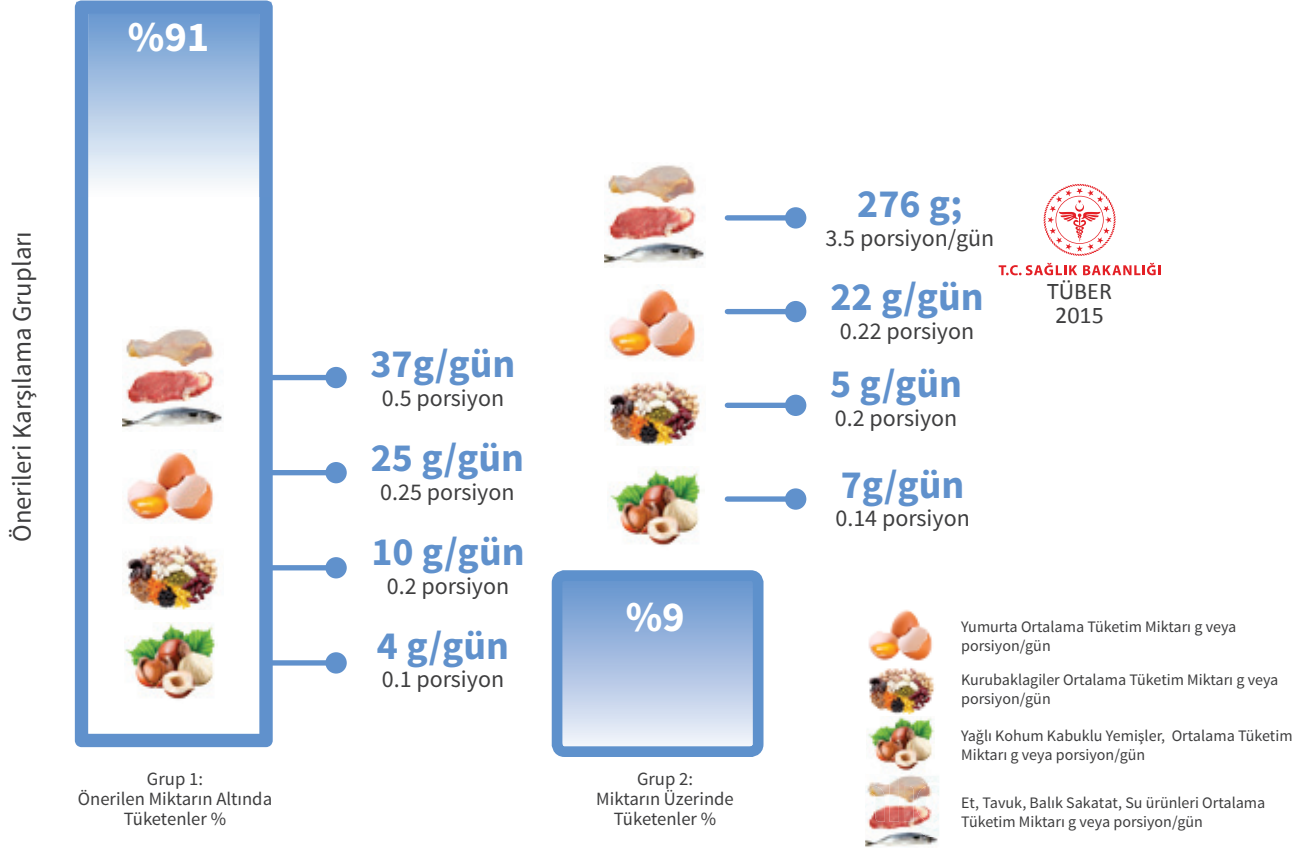 Önerileri Karşılama Grupları
%91
37g/gün
0.5 porsiyon
25 g/gün
0.25 porsiyon
10 g/gün
0.2 porsiyon
4 g/gün
0.1 porsiyon
Grup 1:
Önerilen Miktarın Altında
Tüketenler %
276 g;
3.5 porsiyon/gün
22 g/gün
0.22 porsiyon
5 g/gün
0.2 porsiyon
7g/gün
0.14 porsiyon
%9
Grup 2:
Miktarın Üzerinde
Tüketenler %
T.C. SAĞLIK BAKANLIĞI
TÜBER
2015
Yumurta Ortalama Tüketim Miktarı g veya
porsiyon/gün
Kurubaklagiler Ortalama Tüketim Miktarı g veya
porsiyon/gün
Yağlı Kohum Kabuklu Yemişler, Ortalama Tüketim
Miktarı g veya porsiyon/gün
Et, Tavuk, Balık Sakatat, Su ürünleri Ortalama
Tüketim Miktarı g veya porsiyon/gün